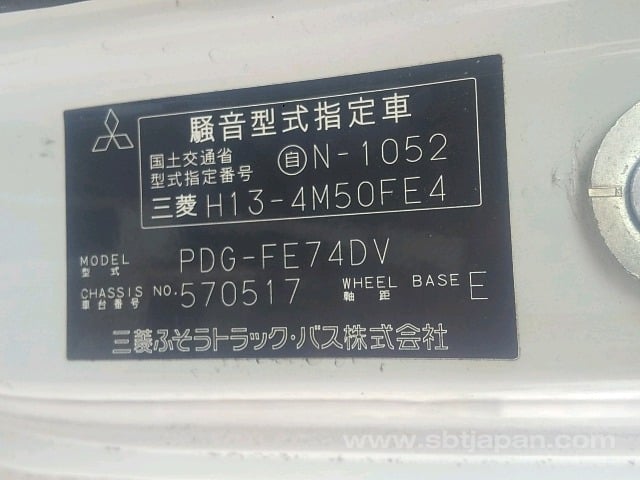 騒音型式指定車
国土交通省
型式指定番号 自N-1052
三菱 H13-4M50FE4
MODEL
型式 PDG-FE74DV
CHASSIS NO.
車台番号 570517 WHEEL BASE
軸距 E
三菱ふそうトラック・バス株式会社
www.sbtjapan.com